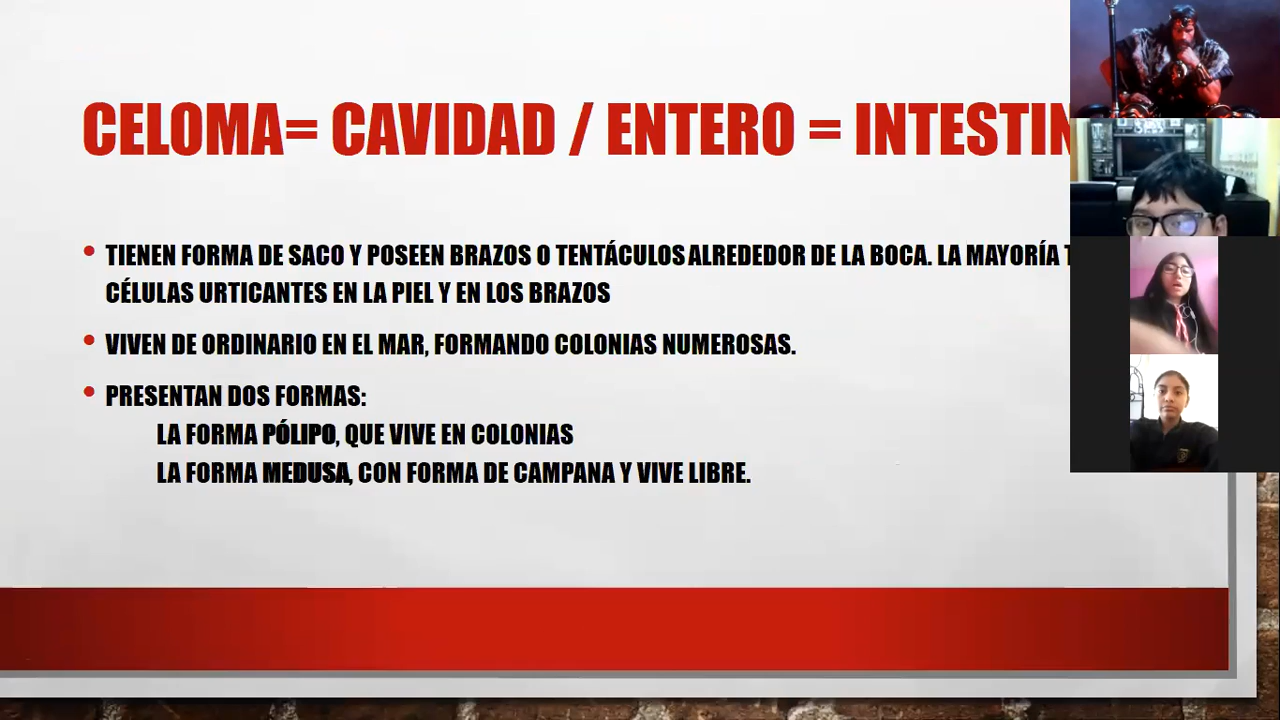 CELOMA= CAVIDAD / ENTERO = INTESTIN
• TIENEN FORMA DE SACO Y POSEEN BRAZOS O TENTÁCULOS ALREDEDOR DE LA BOCA. LA MAYORÍA T
CÉLULAS URTICANTES EN LA PIEL Y EN LOS BRAZOS
• VIVEN DE ORDINARIO EN EL MAR, FORMANDO COLONIAS NUMEROSAS.
• PRESENTAN DOS FORMAS:
LA FORMA PÓLIPO, QUE VIVE EN COLONIAS
LA FORMA MEDUSA, CON FORMA DE CAMPANA Y VIVE LIBRE.